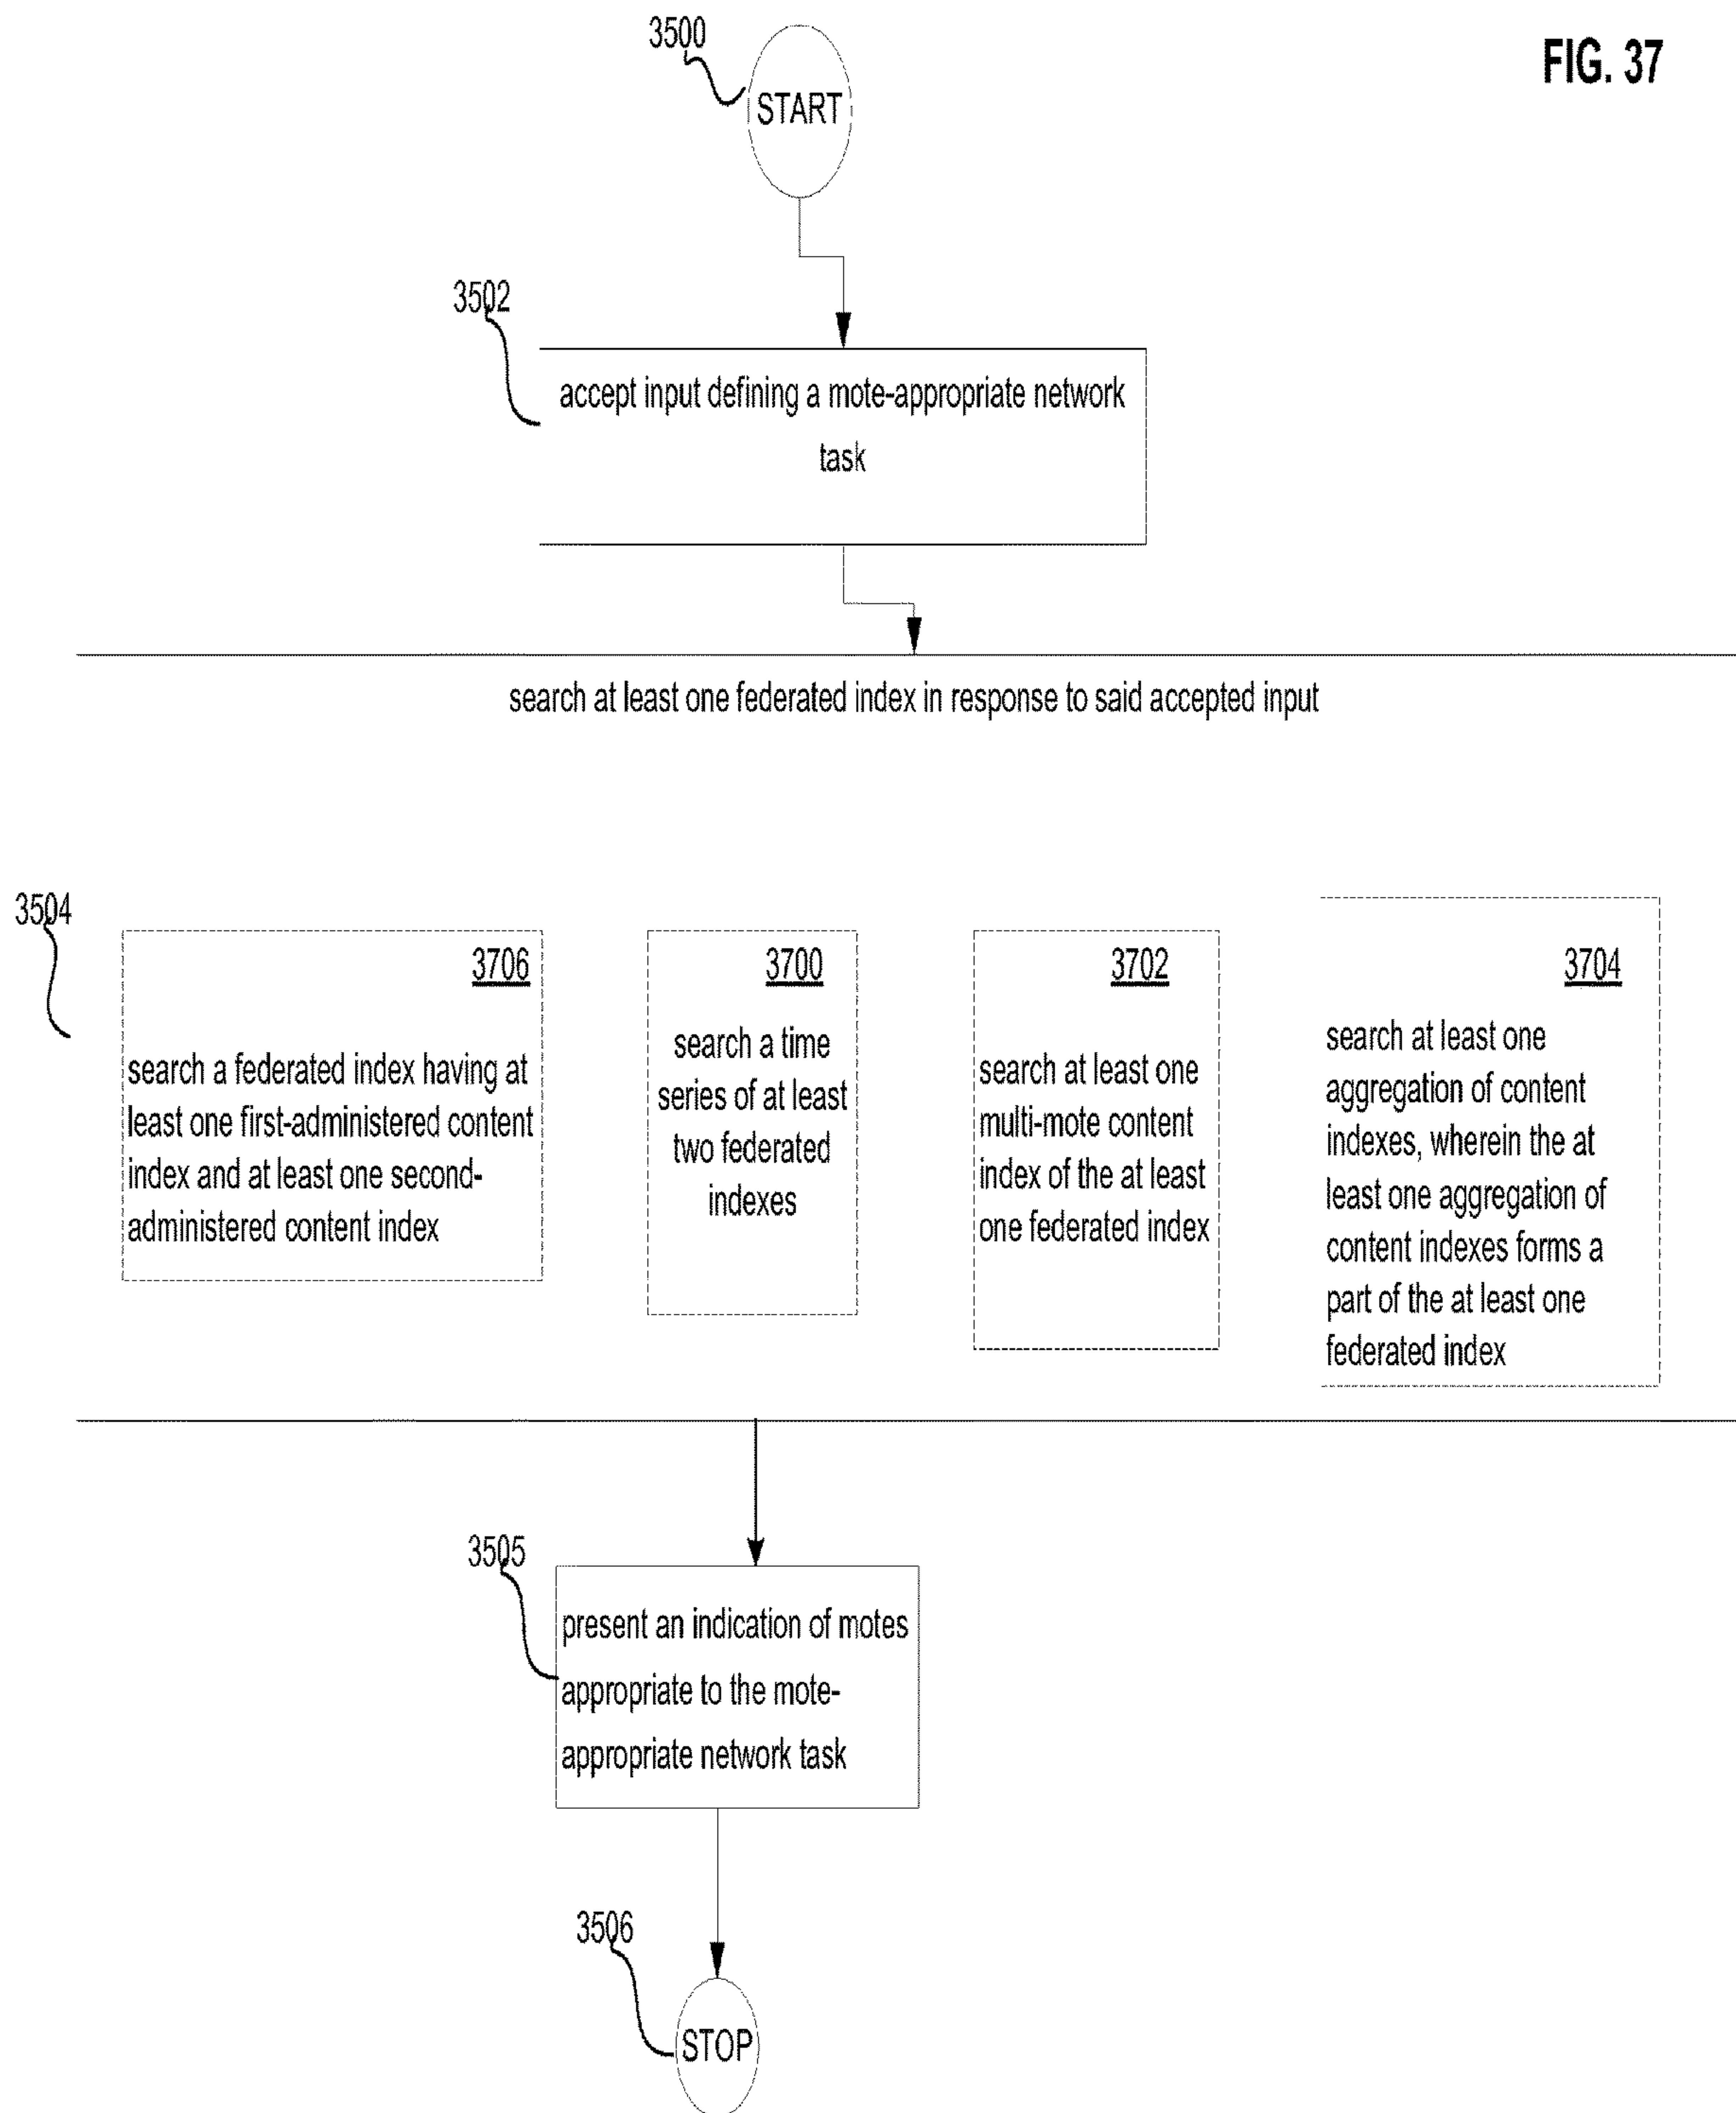 FIG. 37
3500
START
3502
accept input defining a mote-appropriate network
task
search at least one federated index in response to said accepted input
3504
3706
search a federated index having at
least one first-administered content
index and at least one second-
administered content index
3700
search a time
series of at least
two federated
indexes
3702
search at least one
multi-mote content
index of the at least
one federated index
3704
search at least one
aggregation of content
indexes, wherein the at
least one aggregation of
content indexes forms a
part of the at least one
federated index
3505
present an indication of motes
appropriate to the mote-
appropriate network task
3506
STOP